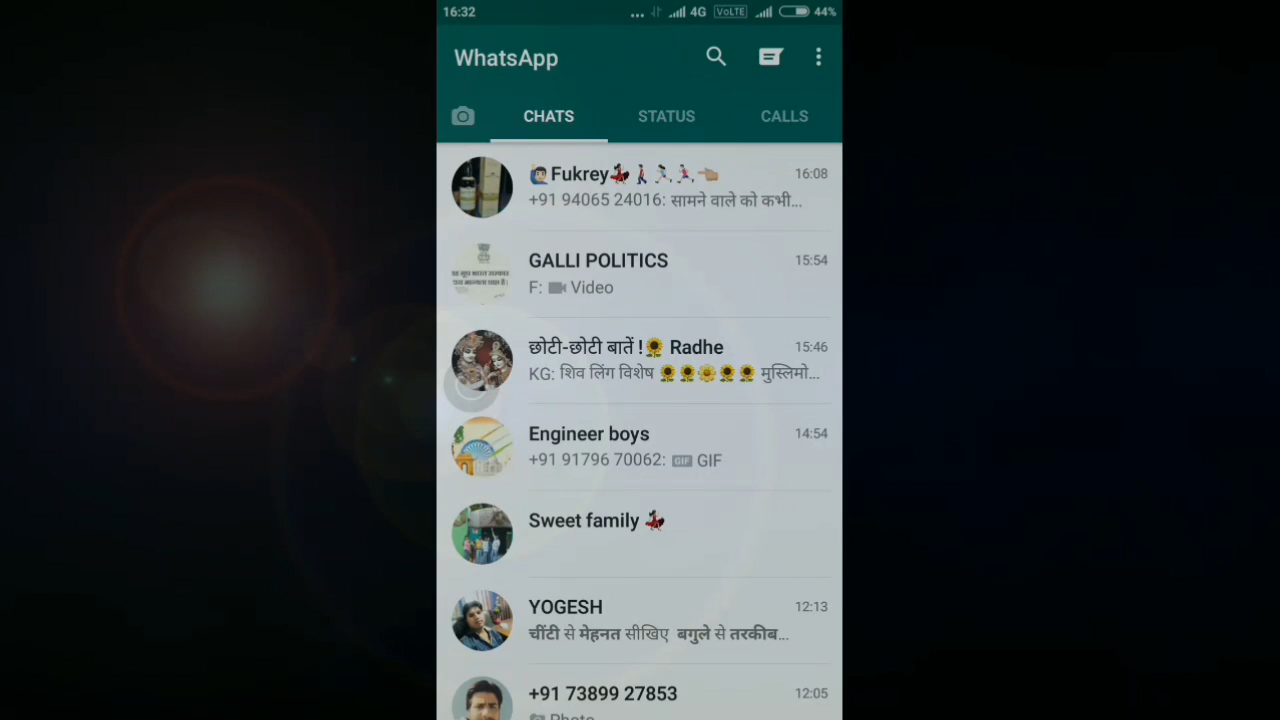 16:32 ... 4G VoLTE 44%
WhatsApp
CHATS STATUS CALLS
🙋🏻‍♂️Fukrey💃🚶🏃🏃👈 16:08
+91 94065 24016: सामने वाले को कभी...
GALLI POLITICS 15:54
F: Video
छोटी-छोटी बातें !🌻 Radhe 15:46
KG: शिव लिंग विशेष 🌻🌻🌼🌻🌻 मुस्लिमो...
Engineer boys 14:54
+91 91796 70062: GIF GIF
Sweet family 💃
YOGESH 12:13
चींटी से मेहनत सीखिए बगुले से तरकीब...
+91 73899 27853 12:05
Photo